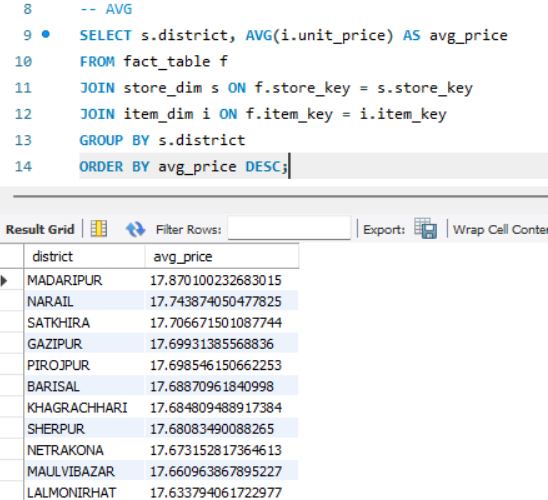 8 -- AVG
9 SELECT s.district, AVG(i.unit_price) AS avg_price
10 FROM fact_table f
11 JOIN store_dim s ON f.store_key = s.store_key
12 JOIN item_dim i ON f.item_key = i.item_key
13 GROUP BY s.district
14 ORDER BY avg_price DESC;
Result Grid Filter Rows: Export: Wrap Cell Conte
district avg_price
MADARIPUR 17.870100232683015
NARAIL 17.743874050477825
SATKHIRA 17.706671501087744
GAZIPUR 17.69931385568836
PIROJPUR 17.698546150662253
BARISAL 17.68870961840998
KHAGRACHHARI 17.684809488917384
SHERPUR 17.68083490088265
NETRAKONA 17.673152817364613
MAULVIBAZAR 17.660963867895227
LALMONIRHAT 17.633794061722977